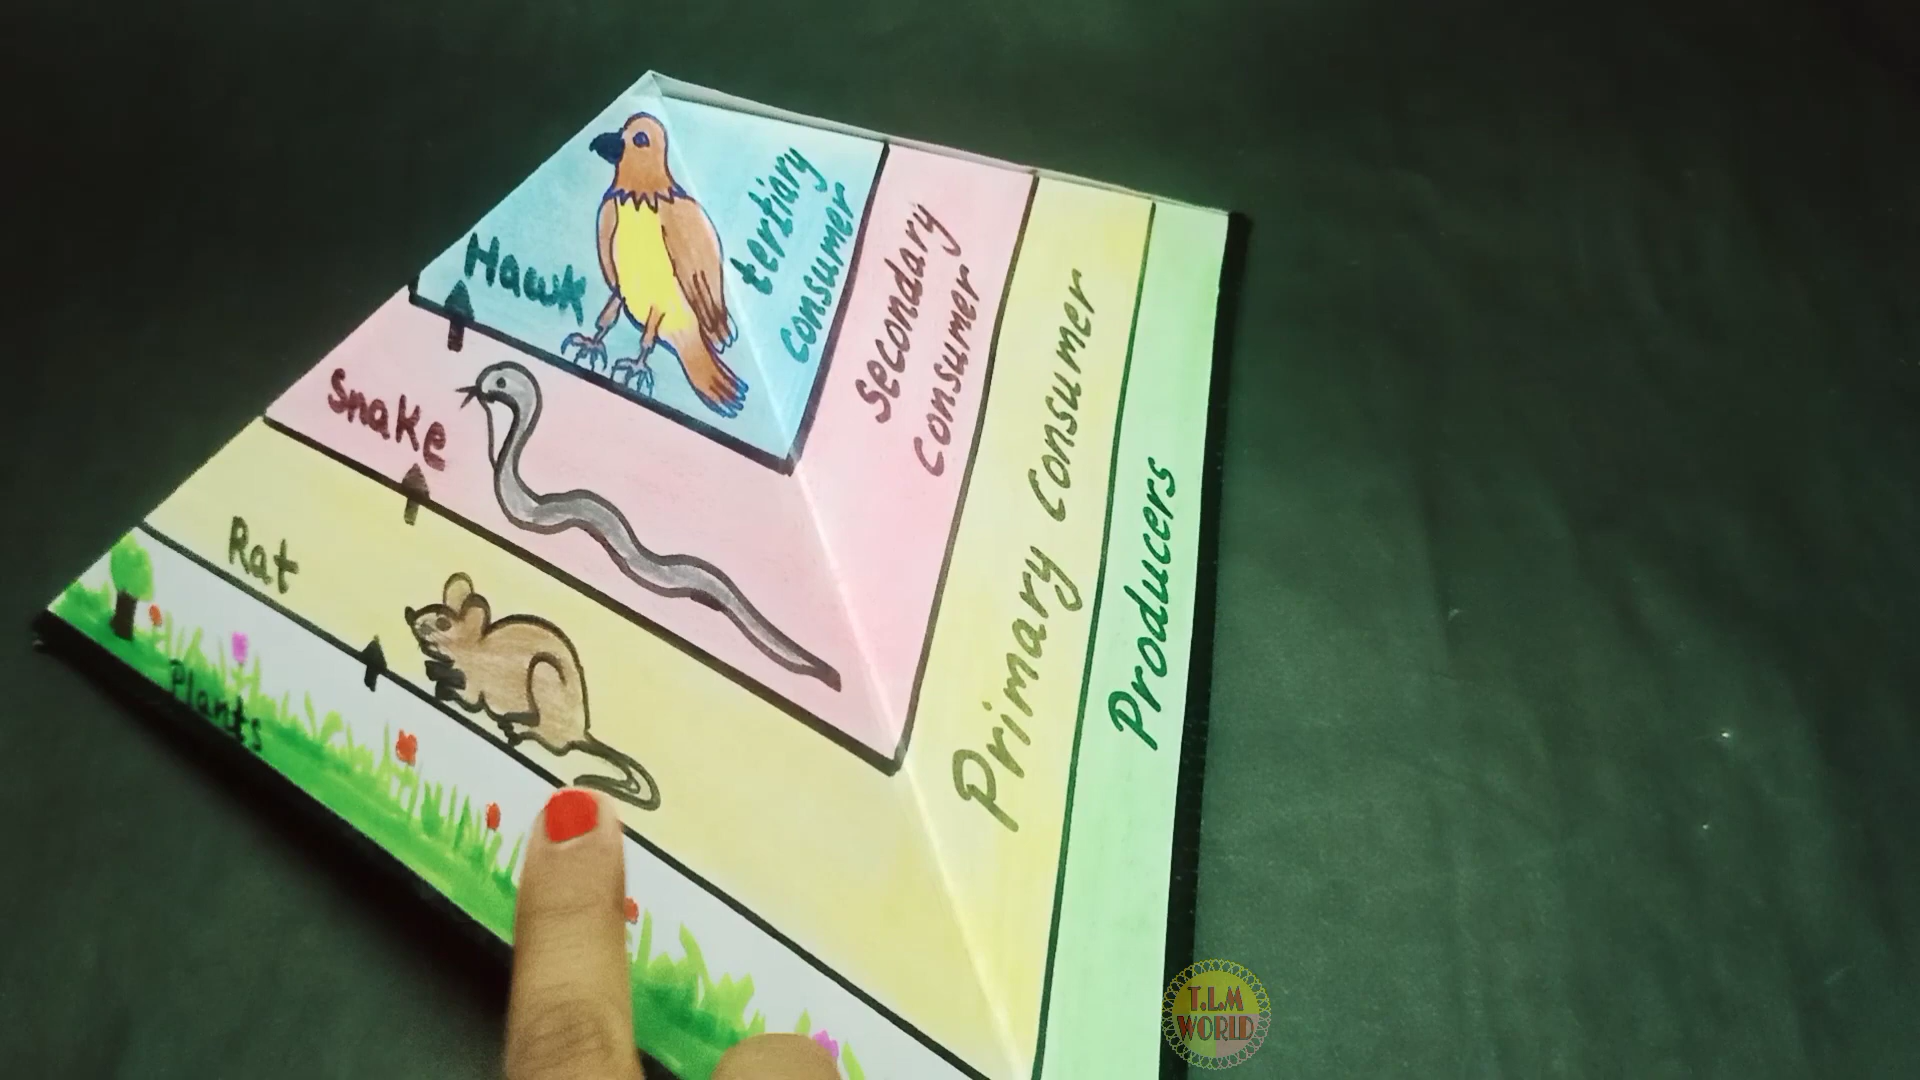 Hawk
Snake
Rat
Plants
tertiary
consumer
Secondary
Consumer
Primary Consumer
Producers
T.L.M
WORLD